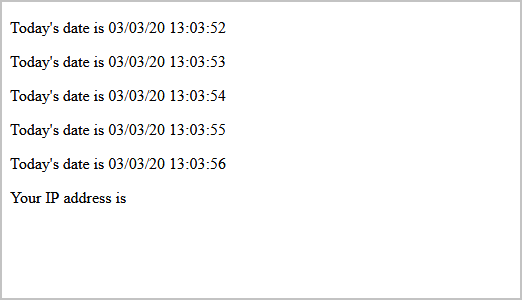 Today's date is 03/03/20 13:03:52
Today's date is 03/03/20 13:03:53
Today's date is 03/03/20 13:03:54
Today's date is 03/03/20 13:03:55
Today's date is 03/03/20 13:03:56
Your IP address is